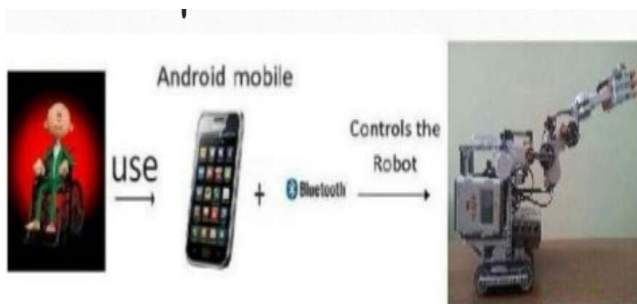 Android mobile
use
+
Bluetooth
Controls the
Robot